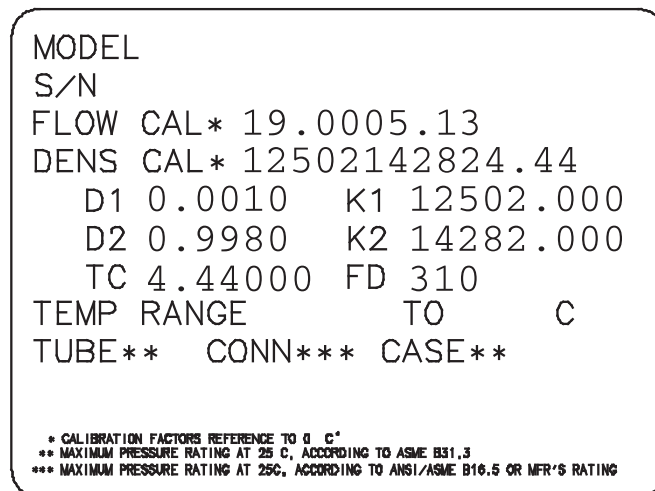 MODEL
S/N
FLOW CAL* 19.0005.13
DENS CAL* 12502142824.44
D1 0.0010 K1 12502.000
D2 0.9980 K2 14282.000
TC 4.44000 FD 310
TEMP RANGE TO C
TUBE** CONN*** CASE**
* CALIBRATION FACTORS REFERENCE TO 0 C°
** MAXIMUM PRESSURE RATING AT 25 C, ACCORDING TO ASME B31.3
*** MAXIMUM PRESSURE RATING AT 25C, ACCORDING TO ANSI/ASME B16.5 OR MFR'S RATING